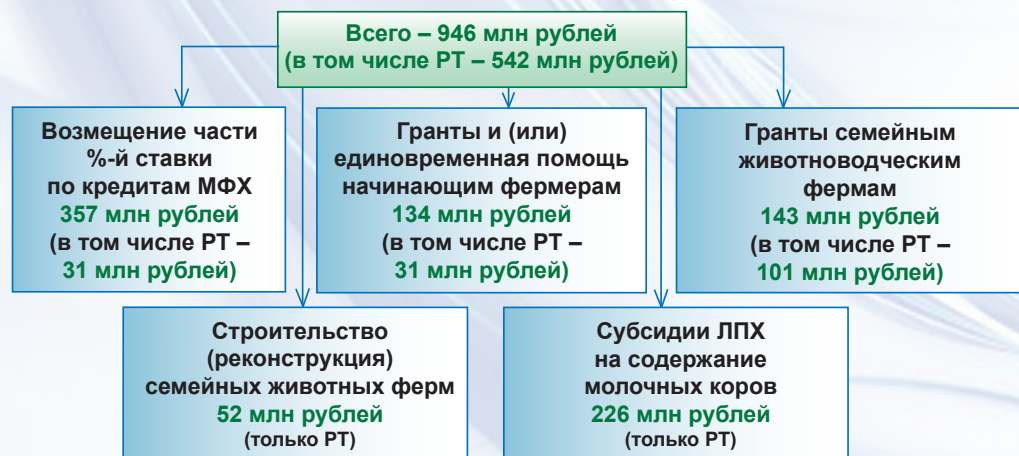 Всего – 946 млн рублей
(в том числе РТ – 542 млн рублей)
Возмещение части
%-й ставки
по кредитам МФХ
357 млн рублей
(в том числе РТ –
31 млн рублей)
Гранты и (или)
единовременная помощь
начинающим фермерам
134 млн рублей
(в том числе РТ –
31 млн рублей)
Гранты семейным
животноводческим
фермам
143 млн рублей
(в том числе РТ –
101 млн рублей)
Строительство
(реконструкция)
семейных животных ферм
52 млн рублей
(только РТ)
Субсидии ЛПХ
на содержание
молочных коров
226 млн рублей
(только РТ)